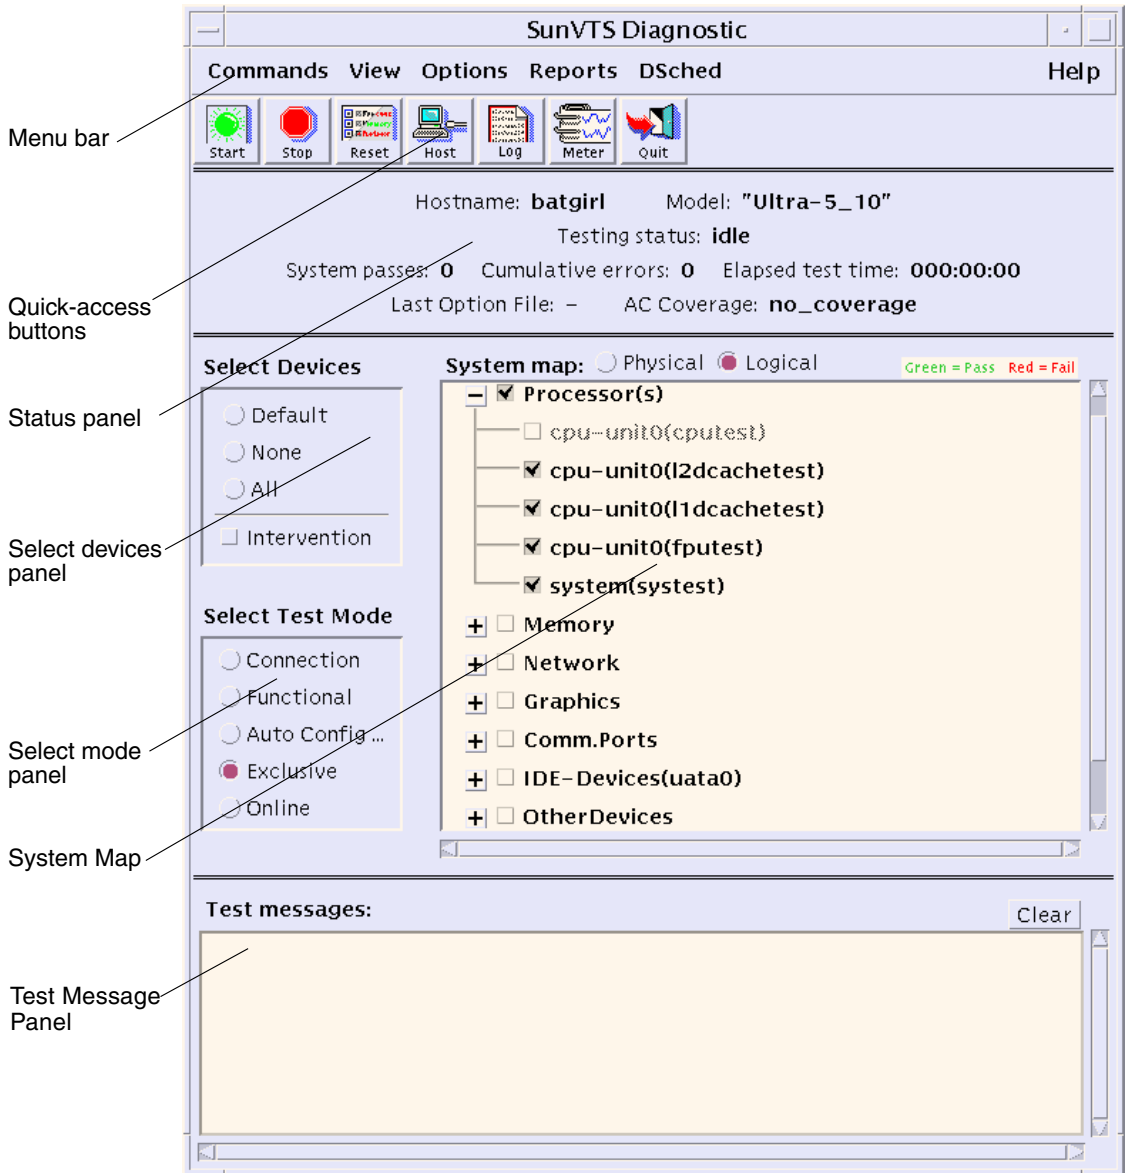 SunVTS Diagnostic
Commands View Options Reports DSched Help
Start Stop Reset Host Log Meter Quit
Menu bar
Hostname: batgirl Model: "Ultra-5_10"
Testing status: idle
System passes: 0 Cumulative errors: 0 Elapsed test time: 000:00:00
Last Option File: - AC Coverage: no_coverage
Quick-access
buttons
Status panel
Select devices
panel
Select mode
panel
System Map
Test Message
Panel
Select Devices
Default
None
All
Intervention
Select Test Mode
Connection
Functional
Auto Config ...
Exclusive
Online
System map: Physical Logical Green = Pass Red = Fail
Processor(s)
cpu-unit0(cputest)
cpu-unit0(l2dcachetest)
cpu-unit0(l1dcachetest)
cpu-unit0(fputest)
system(systest)
Memory
Network
Graphics
Comm.Ports
IDE-Devices(uata0)
OtherDevices
Test messages:
Clear